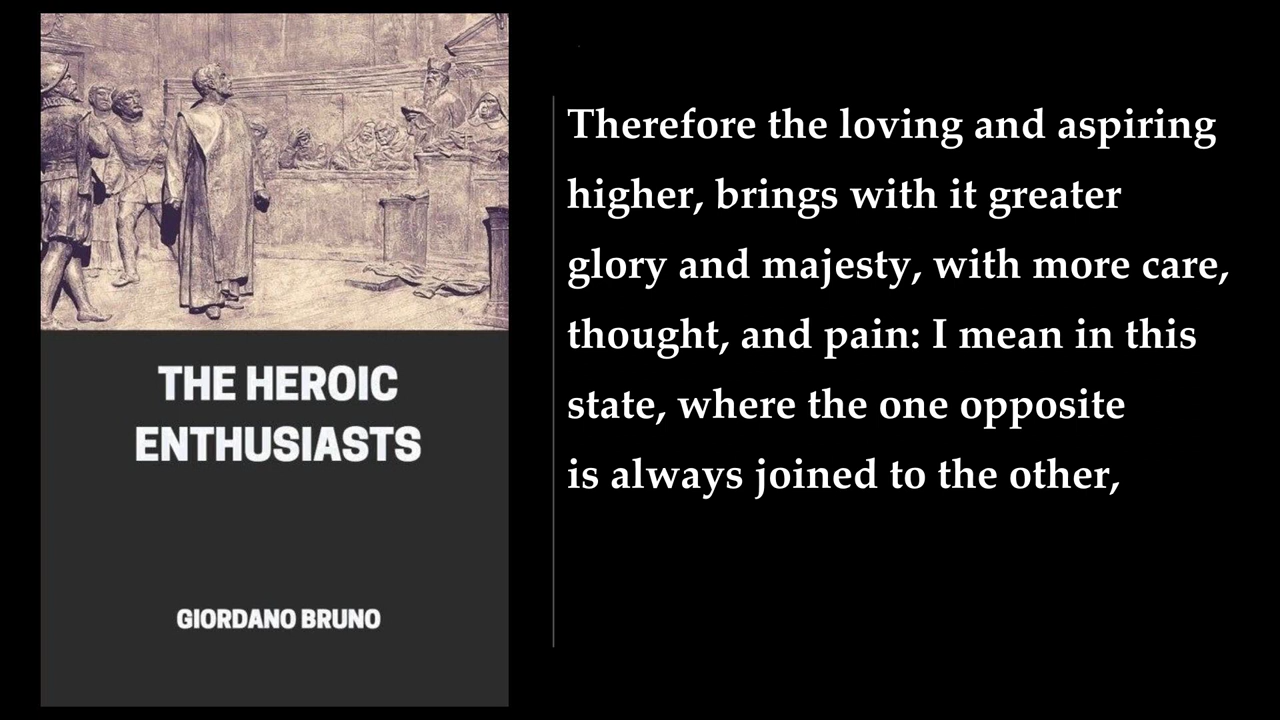 THE HEROIC
ENTHUSIASTS
GIORDANO BRUNO
Therefore the loving and aspiring
higher, brings with it greater
glory and majesty, with more care,
thought, and pain: I mean in this
state, where the one opposite
is always joined to the other,